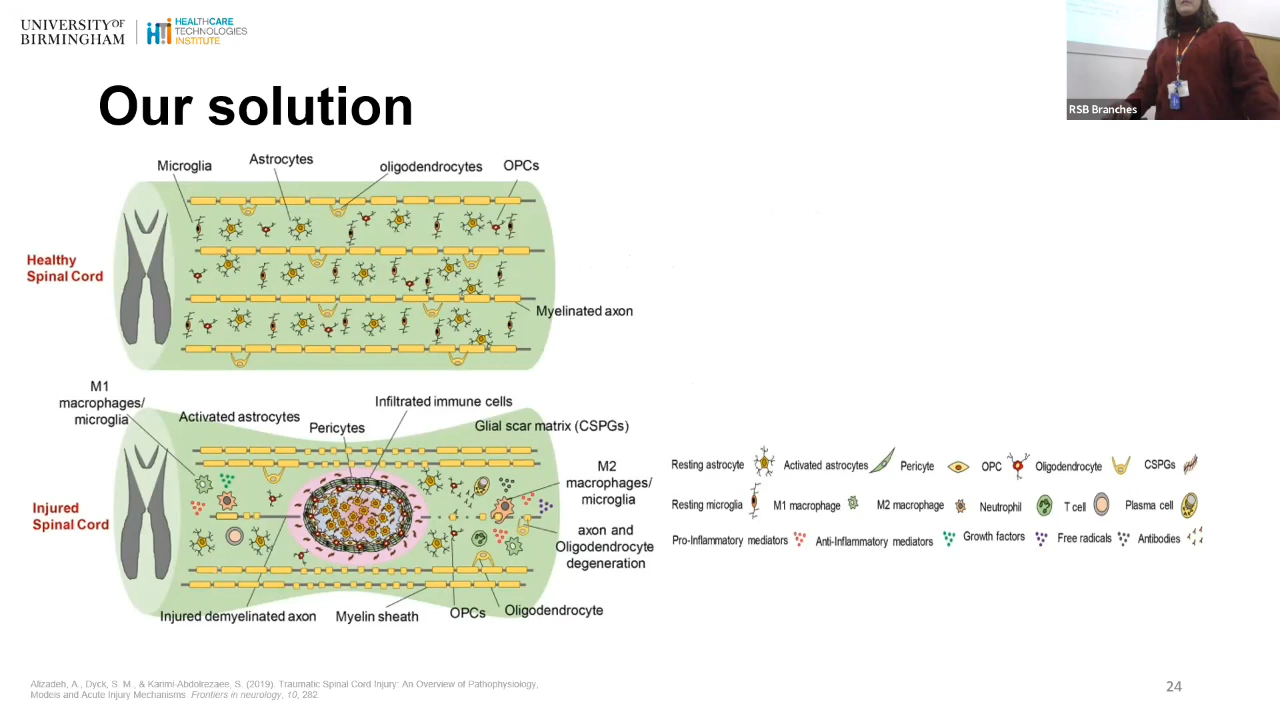 UNIVERSITY OF
BIRMINGHAM
HEALTHCARE
TECHNOLOGIES
INSTITUTE
RSB Branches
Our solution
Microglia
Astrocytes
oligodendrocytes
OPCs
Healthy
Spinal Cord
Myelinated axon
M1
macrophages/
microglia
Activated astrocytes
Pericytes
Infiltrated immune cells
Glial scar matrix (CSPGs)
M2
macrophages/
microglia
Injured
Spinal Cord
axon and
Oligodendrocyte
degeneration
Injured demyelinated axon
Myelin sheath
OPCs
Oligodendrocyte
Resting astrocyte Activated astrocytes Pericyte OPC Oligodendrocyte CSPGs
Resting microglia M1 macrophage M2 macrophage Neutrophil T cell Plasma cell
Pro-Inflammatory mediators Anti-Inflammatory mediators Growth factors Free radicals Antibodies
Alizadeh, A., Dyck, S. M., & Karimi-Abdolrezaee, S. (2019). Traumatic Spinal Cord Injury: An Overview of Pathophysiology,
Models and Acute Injury Mechanisms. Frontiers in neurology, 10, 282.
24